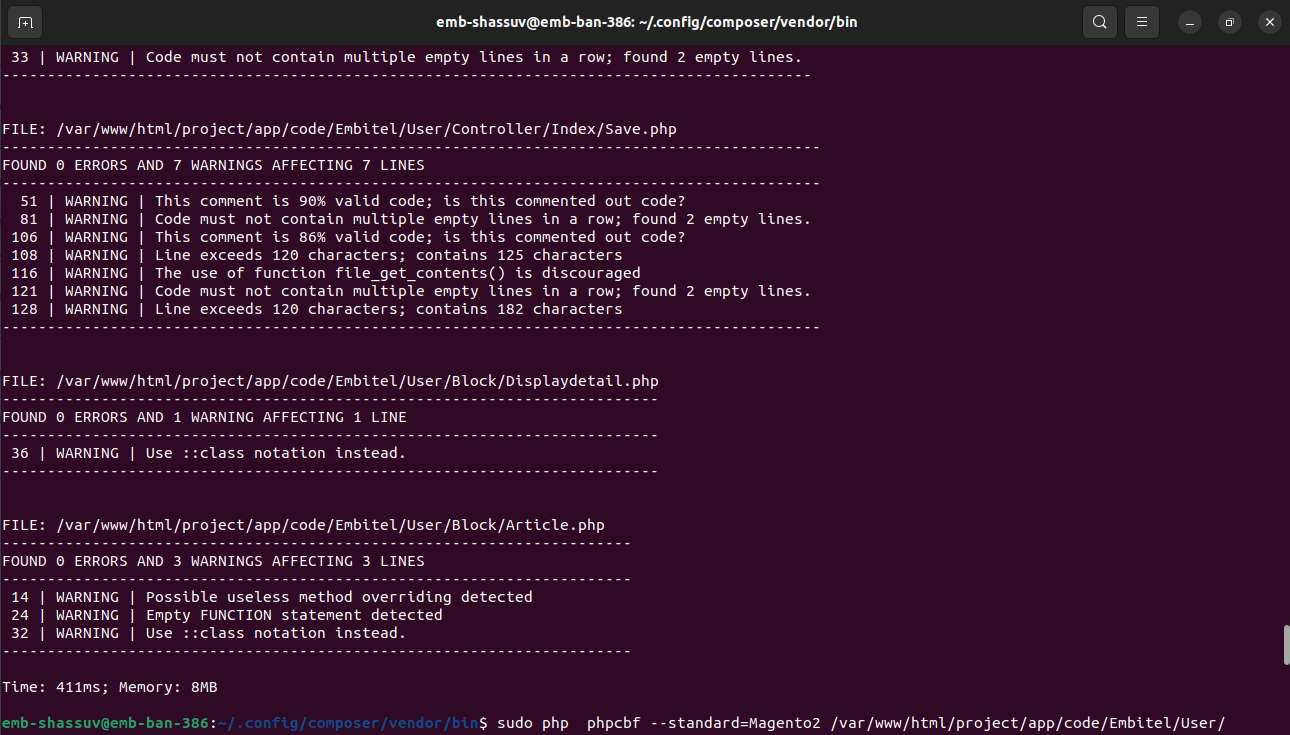 emb-shassuv@emb-ban-386: ~/.config/composer/vendor/bin
33 | WARNING | Code must not contain multiple empty lines in a row; found 2 empty lines.
------------------------------------------------------------------------------------------
FILE: /var/www/html/project/app/code/Embitel/User/Controller/Index/Save.php
-------------------------------------------------------------------------------------------
FOUND 0 ERRORS AND 7 WARNINGS AFFECTING 7 LINES
-------------------------------------------------------------------------------------------
51 | WARNING | This comment is 90% valid code; is this commented out code?
81 | WARNING | Code must not contain multiple empty lines in a row; found 2 empty lines.
106 | WARNING | This comment is 86% valid code; is this commented out code?
108 | WARNING | Line exceeds 120 characters; contains 125 characters
116 | WARNING | The use of function file_get_contents() is discouraged
121 | WARNING | Code must not contain multiple empty lines in a row; found 2 empty lines.
128 | WARNING | Line exceeds 120 characters; contains 182 characters
-------------------------------------------------------------------------------------------
FILE: /var/www/html/project/app/code/Embitel/User/Block/Displaydetail.php
-------------------------------------------------------------------------
FOUND 0 ERRORS AND 1 WARNING AFFECTING 1 LINE
-------------------------------------------------------------------------
36 | WARNING | Use ::class notation instead.
-------------------------------------------------------------------------
FILE: /var/www/html/project/app/code/Embitel/User/Block/Article.php
----------------------------------------------------------------------
FOUND 0 ERRORS AND 3 WARNINGS AFFECTING 3 LINES
----------------------------------------------------------------------
14 | WARNING | Possible useless method overriding detected
24 | WARNING | Empty FUNCTION statement detected
32 | WARNING | Use ::class notation instead.
----------------------------------------------------------------------
Time: 411ms; Memory: 8MB
emb-shassuv@emb-ban-386:~/.config/composer/vendor/bin$ sudo php  phpcbf --standard=Magento2 /var/www/html/project/app/code/Embitel/User/